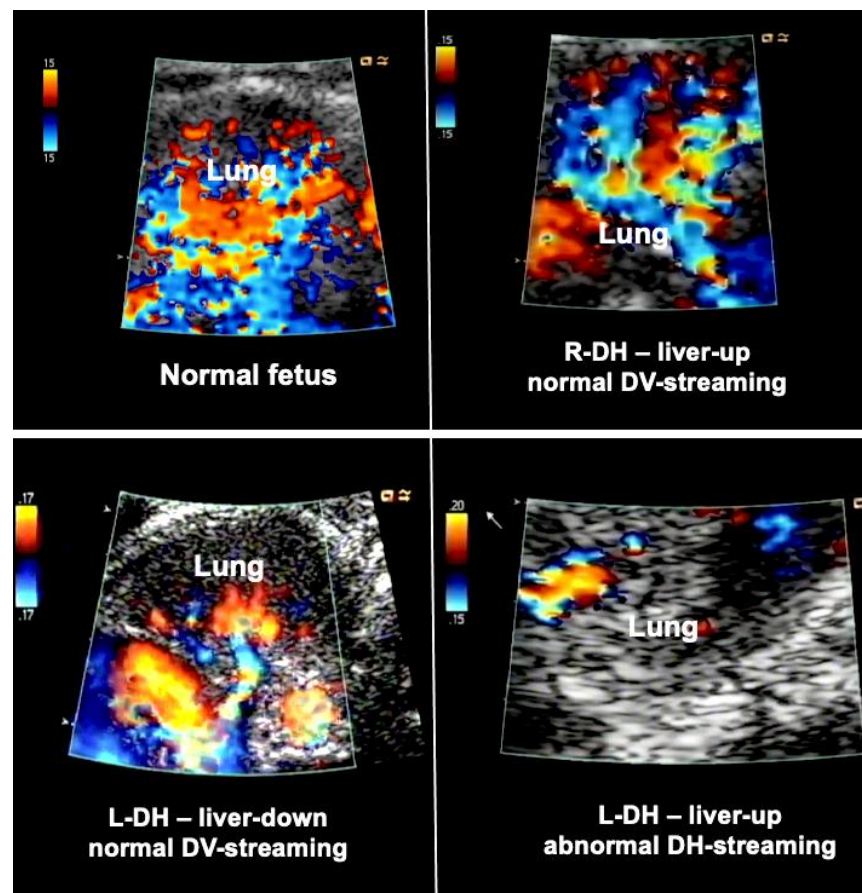 15
15
Lung
Normal fetus
.15
.15
Lung
R-DH – liver-up
normal DV-streaming
.17
.17
Lung
L-DH – liver-down
normal DV-streaming
.20
.15
Lung
L-DH – liver-up
abnormal DH-streaming